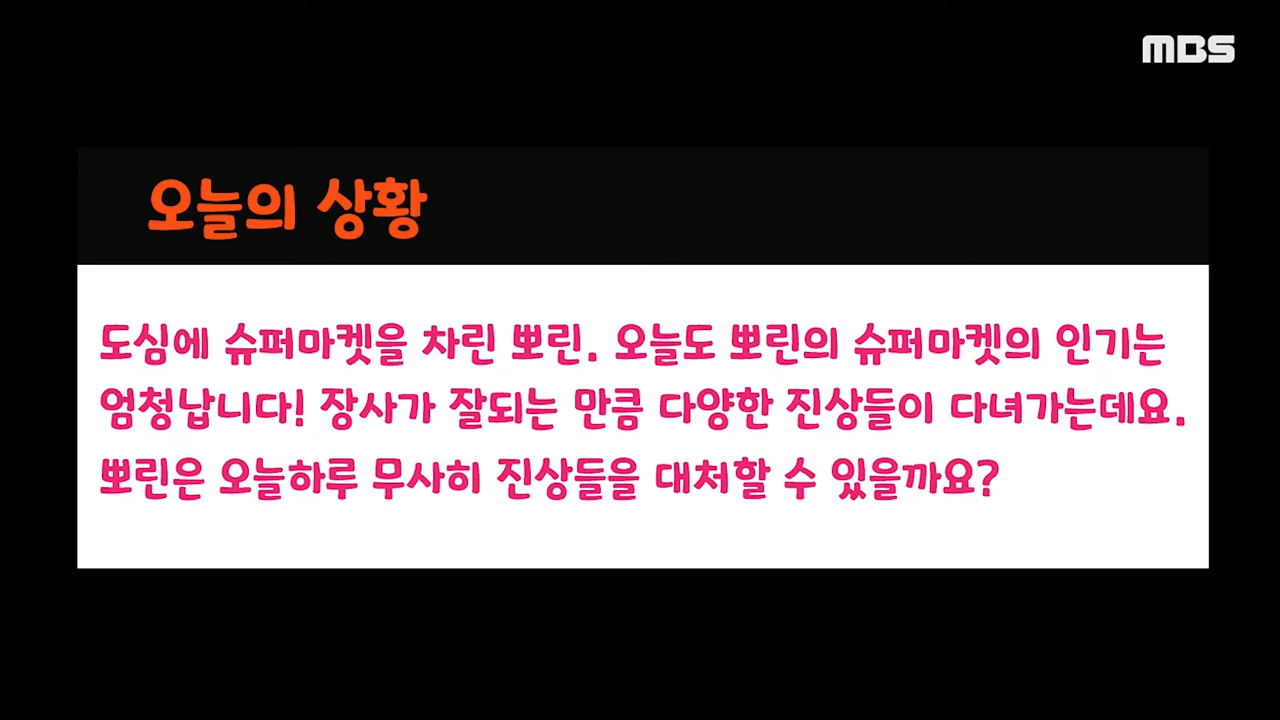 MBS
오늘의 상황
도심에 슈퍼마켓을 차린 뽀린. 오늘도 뽀린의 슈퍼마켓의 인기는
엄청납니다! 장사가 잘되는 만큼 다양한 진상들이 다녀가는데요.
뽀린은 오늘하루 무사히 진상들을 대처할 수 있을까요?